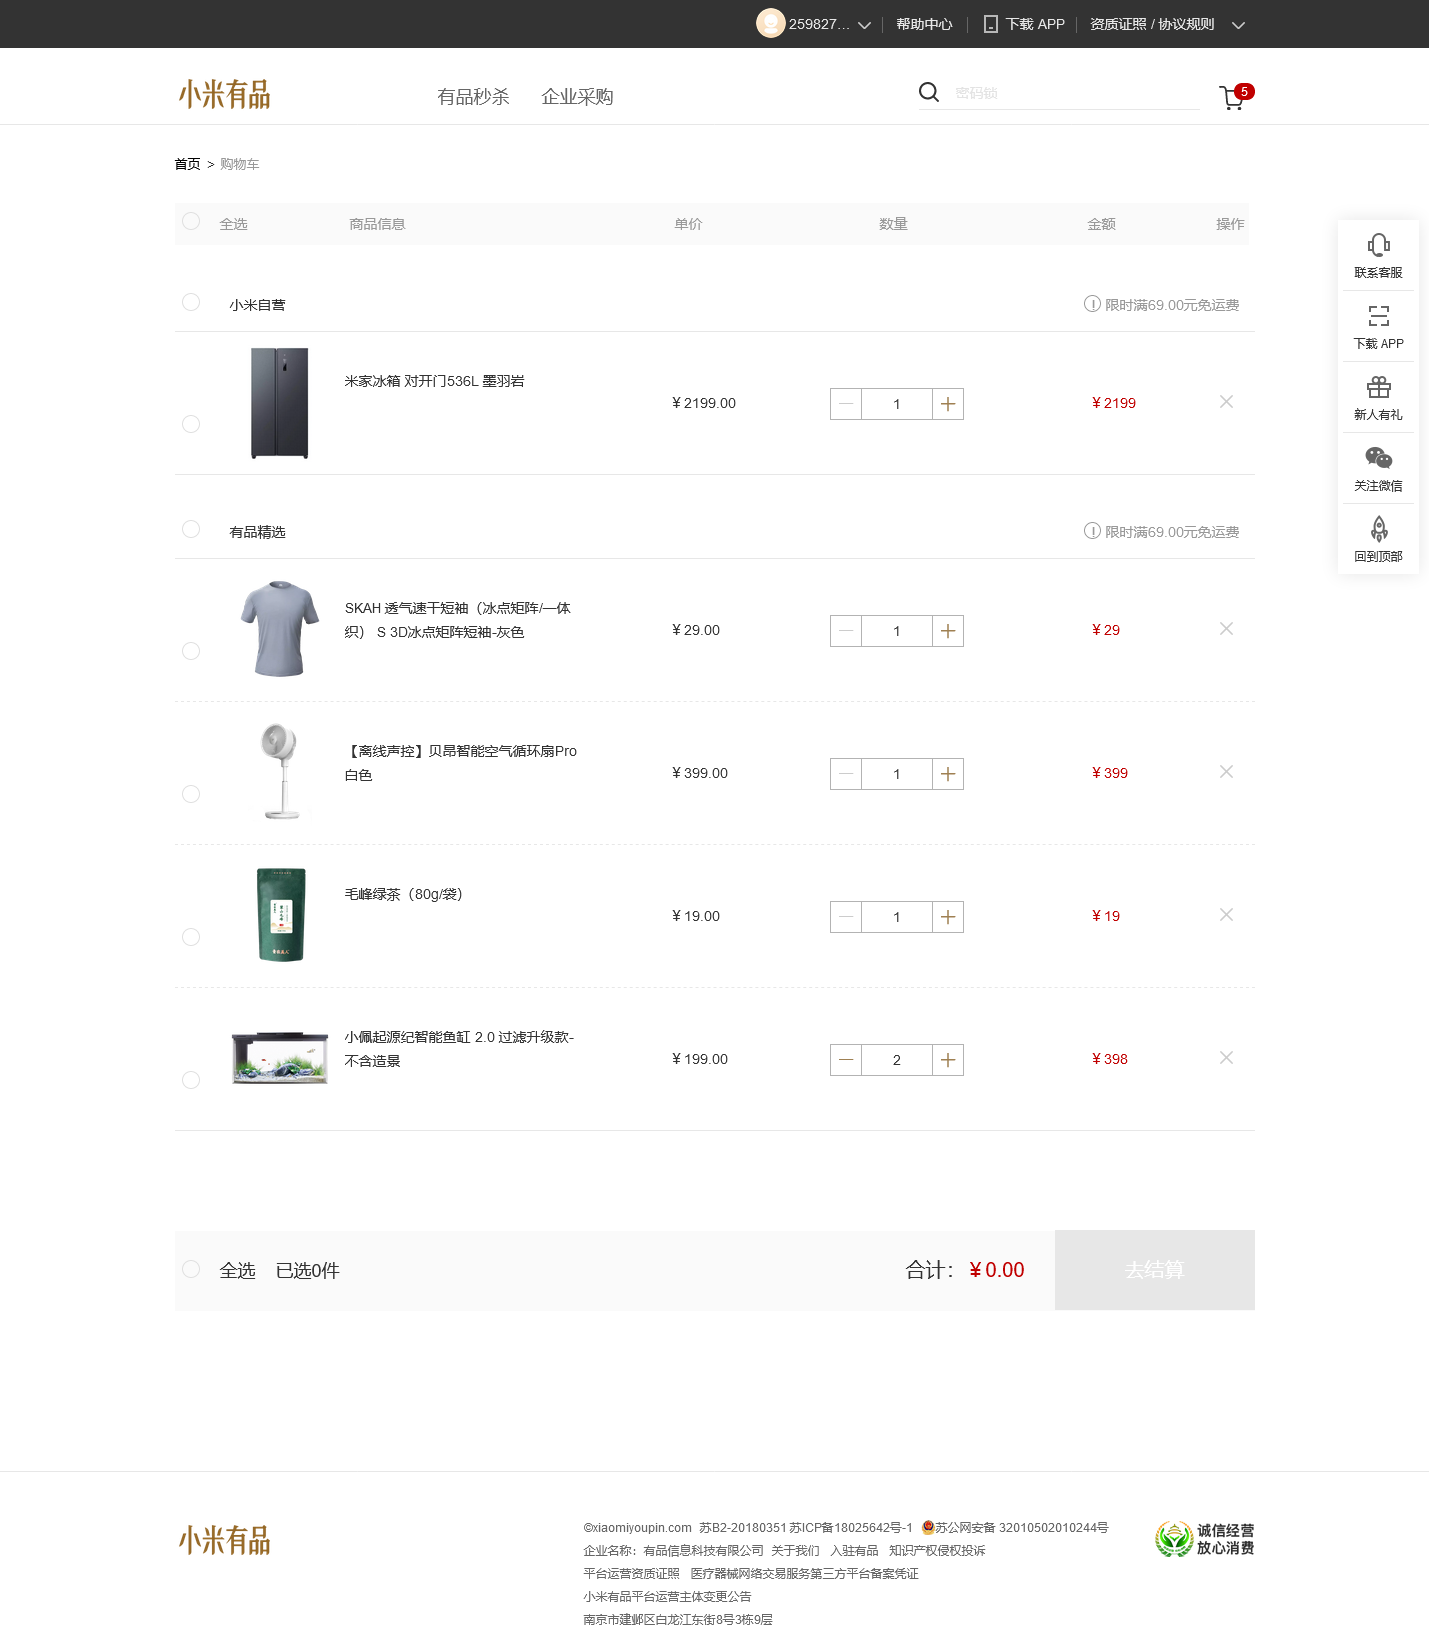 259827...
帮助中心
下载 APP
资质证照 / 协议规则
小米有品
有品秒杀
企业采购
密码锁
5
首页 > 购物车
全选
商品信息
单价
数量
金额
操作
小米自营
限时满69.00元免运费
米家冰箱 对开门536L 墨羽岩
¥ 2199.00
1
¥ 2199
有品精选
限时满69.00元免运费
SKAH 透气速干短袖（冰点矩阵/一体
织） S 3D冰点矩阵短袖-灰色
¥ 29.00
1
¥ 29
【离线声控】贝昂智能空气循环扇Pro
白色
¥ 399.00
1
¥ 399
毛峰绿茶（80g/袋）
¥ 19.00
1
¥ 19
小佩起源纪智能鱼缸 2.0 过滤升级款-
不含造景
¥ 199.00
2
¥ 398
全选
已选0件
合计：
¥ 0.00
去结算
联系客服
下载 APP
新人有礼
关注微信
回到顶部
小米有品
©xiaomiyoupin.com 苏B2-20180351 苏ICP备18025642号-1 苏公网安备 32010502010244号
企业名称：有品信息科技有限公司 关于我们 入驻有品 知识产权侵权投诉
平台运营资质证照 医疗器械网络交易服务第三方平台备案凭证
小米有品平台运营主体变更公告
南京市建邺区白龙江东街8号3栋9层
诚信经营
放心消费